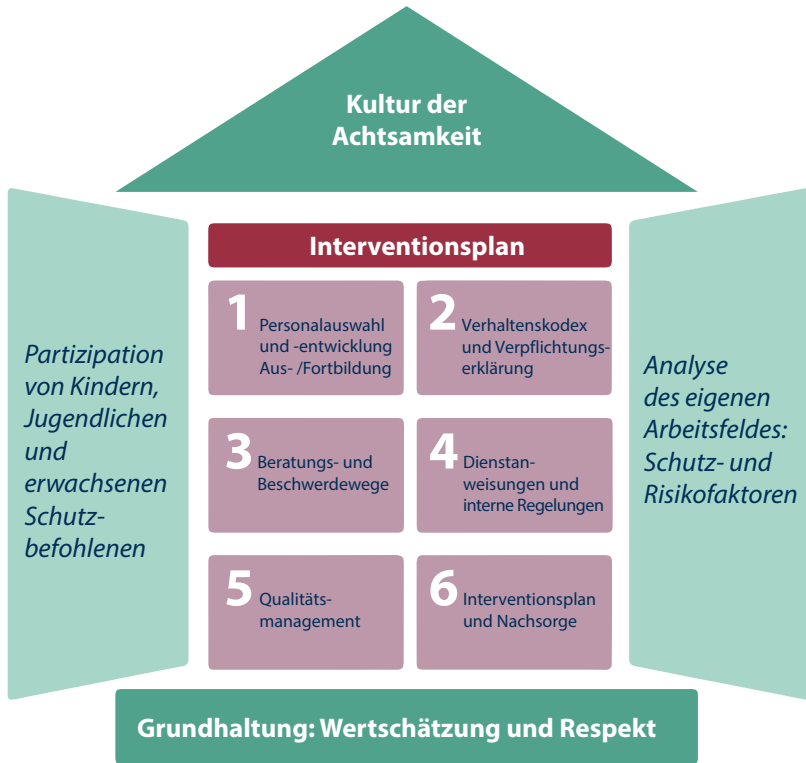 Kultur der
Achtsamkeit
Partizipation
von Kindern,
Jugendlichen
und
erwachsenen
Schutz-
befohlenen
Interventionsplan
1 Personalauswahl
und -entwicklung
Aus- /Fortbildung
2 Verhaltenskodex
und Verpflichtungs-
erklärung
3 Beratungs- und
Beschwerdewege
4 Dienstan-
weisungen und
interne Regelungen
5 Qualitäts-
management
6 Interventionsplan
und Nachsorge
Analyse
des eigenen
Arbeitsfeldes:
Schutz- und
Risikofaktoren
Grundhaltung: Wertschätzung und Respekt